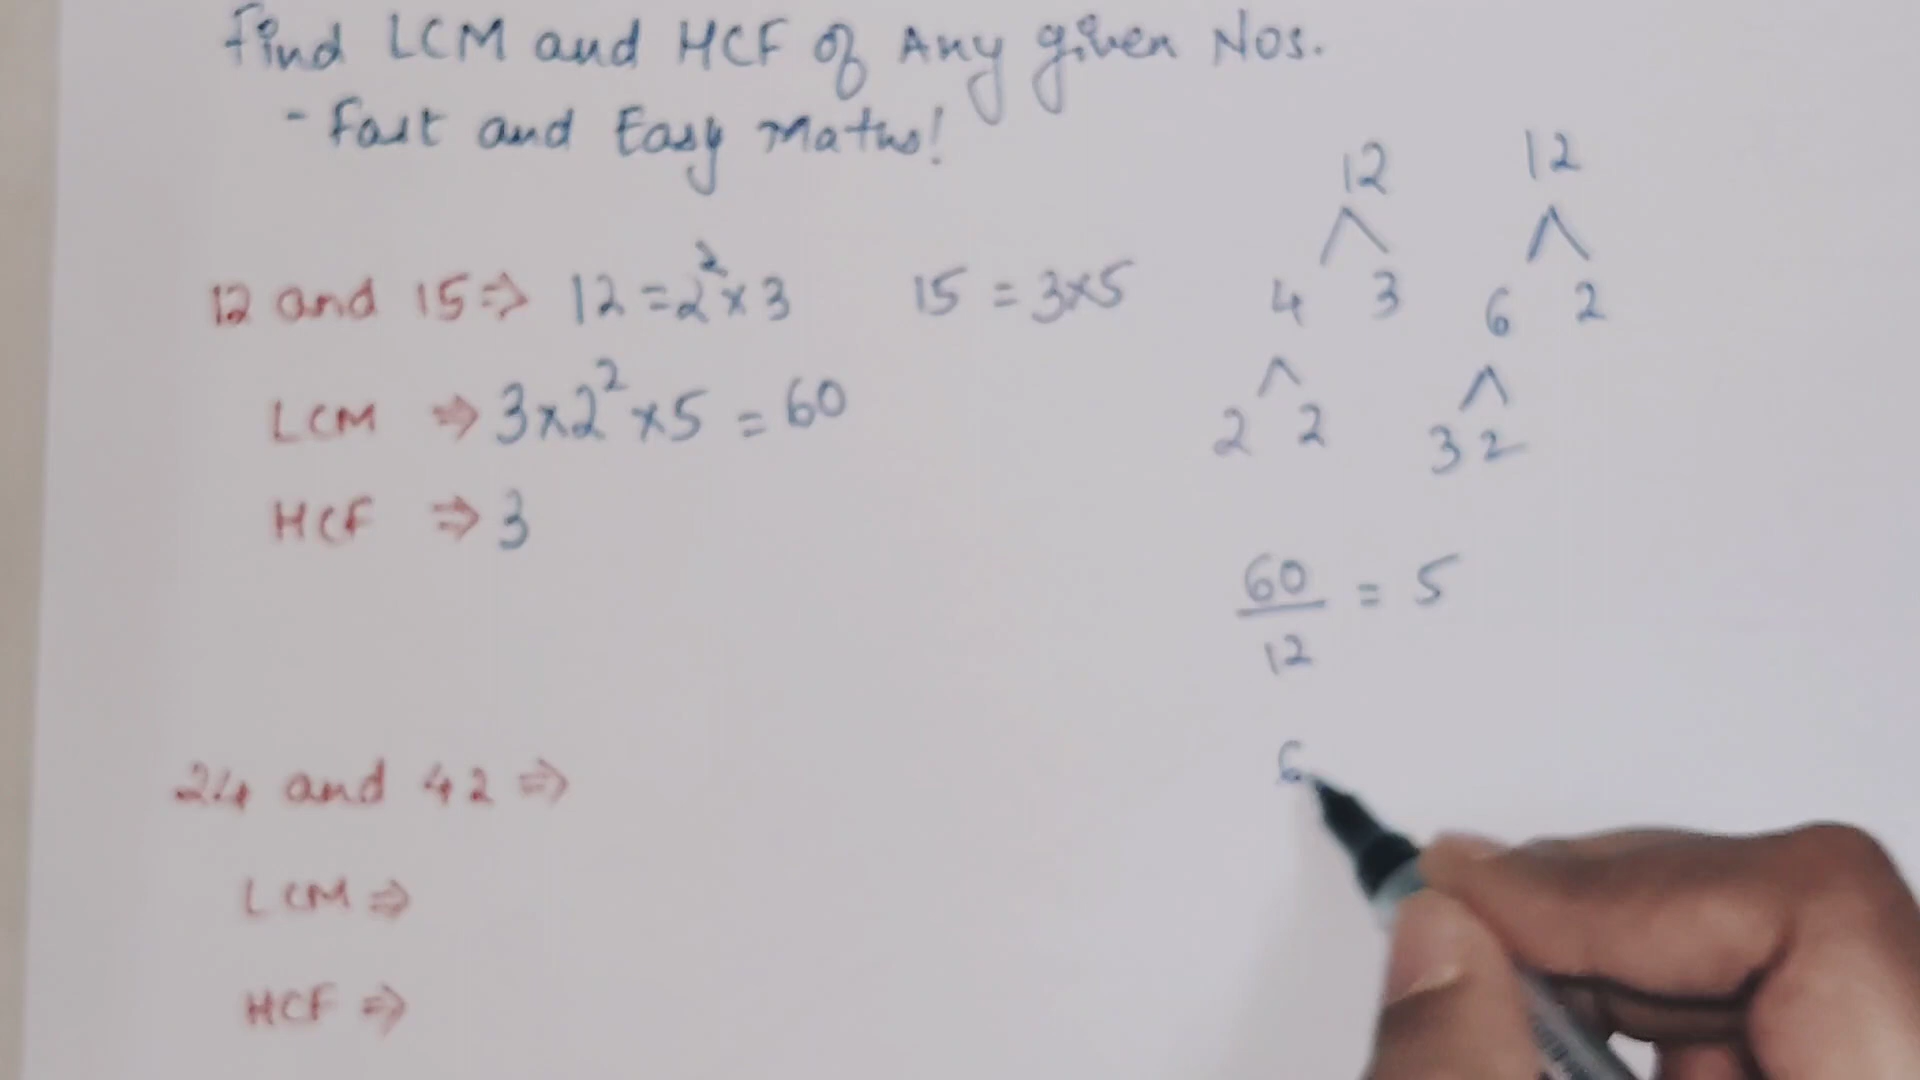 Find LCM and HCF of Any given Nos.
- Fast and Easy Maths!
12 and 15 ⇒ 12 = 2² × 3 15 = 3×5
LCM ⇒ 3×2²×5 = 60
HCF ⇒ 3
24 and 42 ⇒
LCM ⇒
HCF ⇒
12 12
4 3 6 2
2 2 3 2
60/12 = 5
6